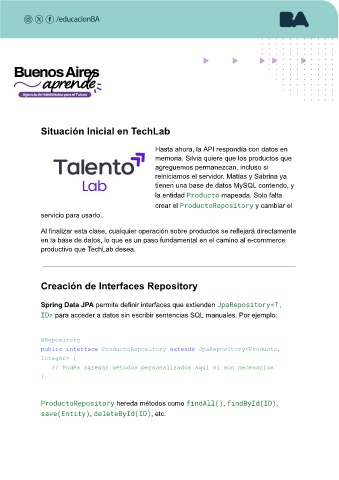 /educacionBA
BA
Buenos Aires
aprende
Agencia de Habilidades para el Futuro
Situación Inicial en TechLab
Talento
Lab
Hasta ahora, la API respondía con datos en
memoria. Silvia quiere que los productos que
agreguemos permanezcan, incluso si
reiniciamos el servidor. Matías y Sabrina ya
tienen una base de datos MySQL corriendo, y
la entidad Producto mapeada. Solo falta
crear el ProductoRepository y cambiar el
servicio para usarlo.
Al finalizar esta clase, cualquier operación sobre productos se reflejará directamente
en la base de datos, lo que es un paso fundamental en el camino al e-commerce
productivo que TechLab desea.
Creación de Interfaces Repository
Spring Data JPA permite definir interfaces que extienden JpaRepository<T,
ID> para acceder a datos sin escribir sentencias SQL manuales. Por ejemplo:
@Repository
public interface ProductoRepository extends JpaRepository<Producto,
Integer> {
// Podés agregar métodos personalizados aquí si son necesarios
}
ProductoRepository hereda métodos como findAll(), findById(ID),
save(Entity), deleteById(ID), etc.